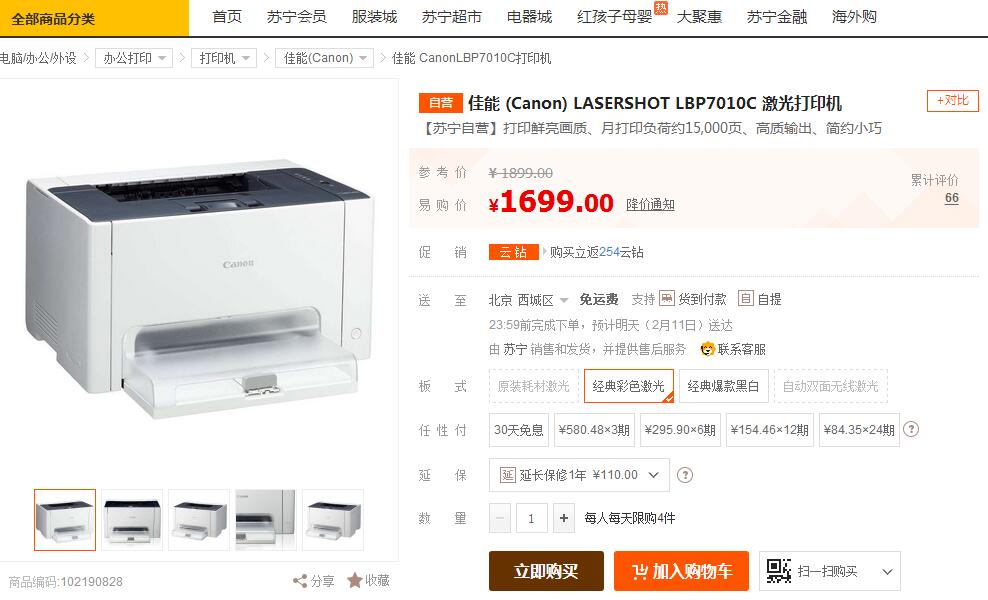 全部商品分类 首页 苏宁会员 服装城 苏宁超市 电器城 红孩子母婴 热 大聚惠 苏宁金融 海外购
电脑/办公/外设 办公打印 打印机 佳能(Canon) 佳能 CanonLBP7010C打印机
自营 佳能 (Canon) LASERSHOT LBP7010C 激光打印机 +对比
【苏宁自营】打印鲜亮画质、月打印负荷约15,000页、高质输出、简约小巧
参考价 ¥ 1899.00 累计评价
易购价 ¥1699.00 降价通知 66
促销 云钻 购买立返254云钻
Canon
送至 北京 西城区 免运费 支持 货到付款 自 自提
23:59前完成下单，预计明天（2月11日）送达
由 苏宁 销售和发货，并提供售后服务 联系客服
板式 原装耗材激光 经典彩色激光 经典爆款黑白 自动双面无线激光
任性付 30天免息 ¥580.48×3期 ¥295.90×6期 ¥154.46×12期 ¥84.35×24期 ?
延保 延 延长保修1年 ¥110.00 ?
数量 − 1 + 每人每天限购4件
立即购买 加入购物车 扫一扫购买
商品编码:102190828 分享 收藏